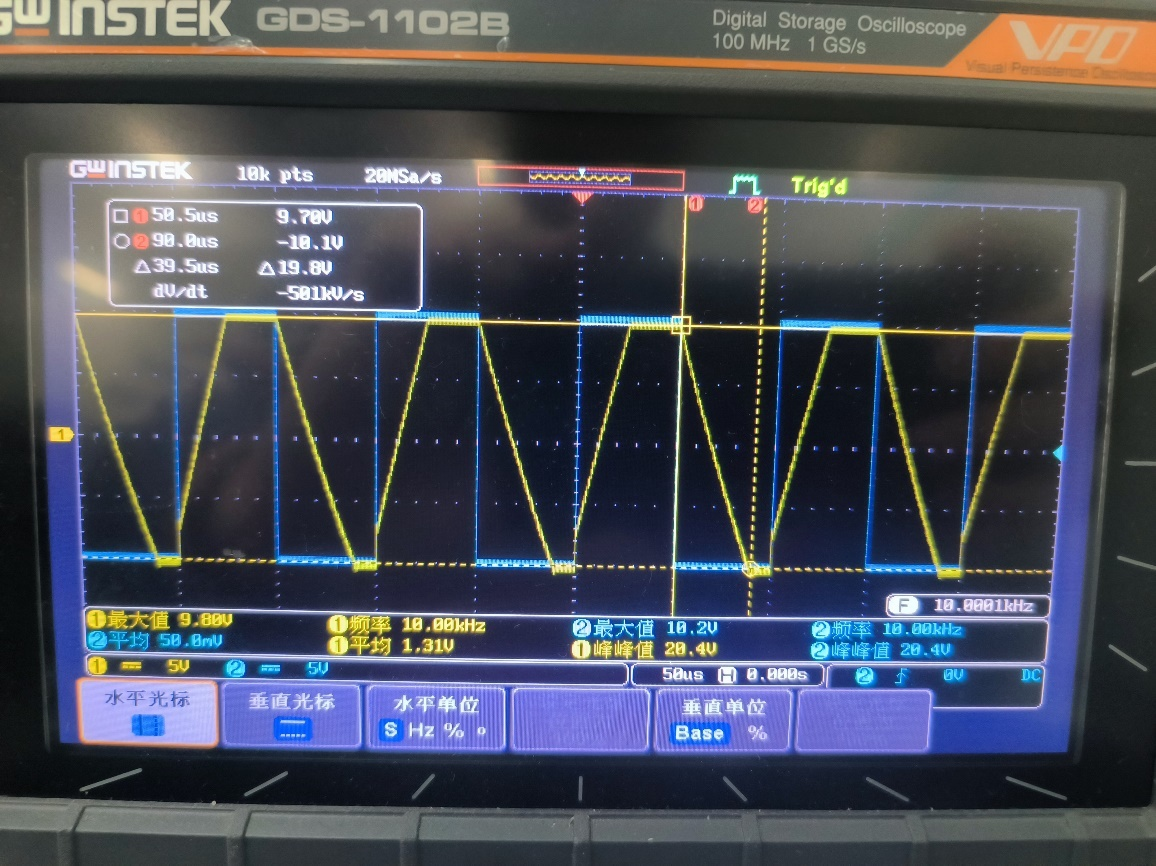 GWINSTEK GDS-1102B
Digital Storage Oscilloscope
100 MHz 1 GS/s
VPO
Visual Persistence Oscilloscope
GWINSTEK 10k pts 20MSa/s Trig'd
1 50.5us 9.70V
2 90.0us -10.1V
△39.5us △19.8V
dV/dt -501kV/s
1 2
1
F 10.0001kHz
1最大值 9.80V 1频率 10.00kHz 2最大值 10.2V 2频率 10.00kHz
2平均 50.0mV 1平均 1.31V 1峰峰值 20.4V 2峰峰值 20.4V
1 5V 2 5V 50us H 0.000s 2 0V DC
水平光标 垂直光标 水平单位 垂直单位
S Hz % ° Base %